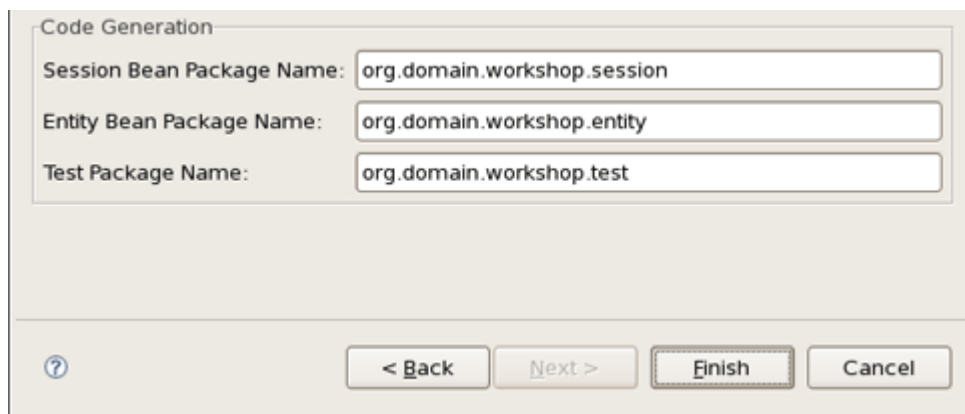 Code Generation
Session Bean Package Name: org.domain.workshop.session
Entity Bean Package Name: org.domain.workshop.entity
Test Package Name: org.domain.workshop.test
? < Back Next > Finish Cancel